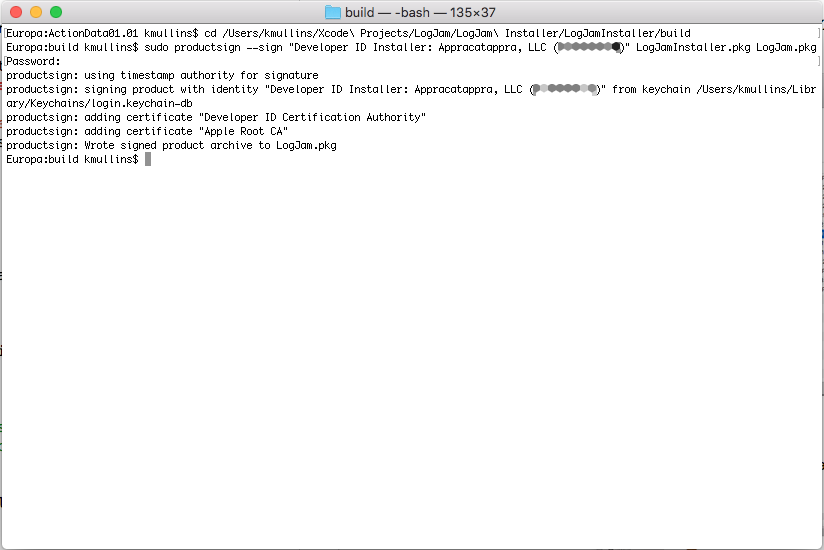 build — -bash — 135×37
Europa:ActionData01.01 kmullins$ cd /Users/kmullins/Xcode\ Projects/LogJam/LogJam\ Installer/LogJamInstaller/build
Europa:build kmullins$ sudo productsign --sign "Developer ID Installer: Appracatappra, LLC ( )" LogJamInstaller.pkg LogJam.pkg
Password:
productsign: using timestamp authority for signature
productsign: signing product with identity "Developer ID Installer: Appracatappra, LLC ( )" from keychain /Users/kmullins/Libr
ary/Keychains/login.keychain-db
productsign: adding certificate "Developer ID Certification Authority"
productsign: adding certificate "Apple Root CA"
productsign: Wrote signed product archive to LogJam.pkg
Europa:build kmullins$